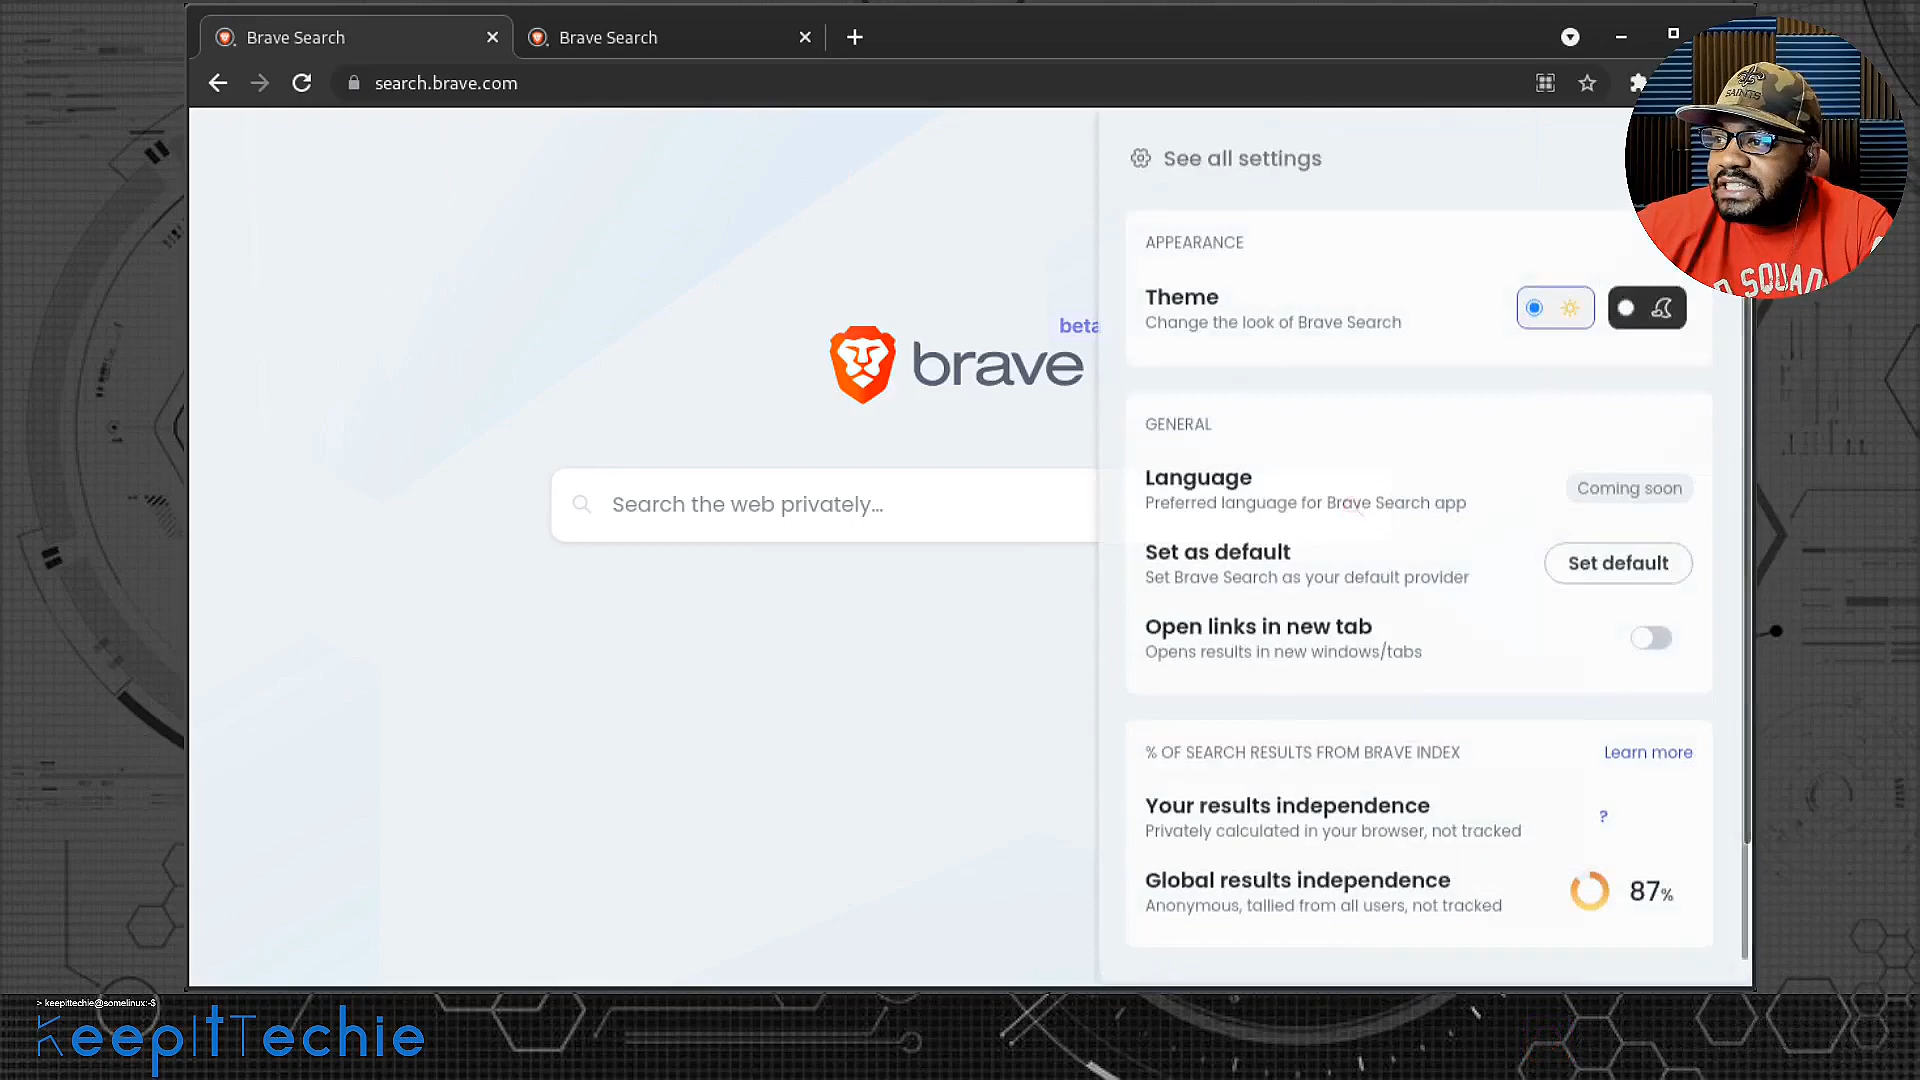 Brave Search
Brave Search
search.brave.com
See all settings
APPEARANCE
Theme
Change the look of Brave Search
beta
brave
Search the web privately...
GENERAL
Language
Preferred language for Brave Search app
Coming soon
Set as default
Set Brave Search as your default provider
Set default
Open links in new tab
Opens results in new windows/tabs
% OF SEARCH RESULTS FROM BRAVE INDEX
Learn more
Your results independence
Privately calculated in your browser, not tracked
?
Global results independence
Anonymous, tallied from all users, not tracked
87%
SAINTS
D SQUAD
> keepittechie@somelinux:~$
KeepItTechie